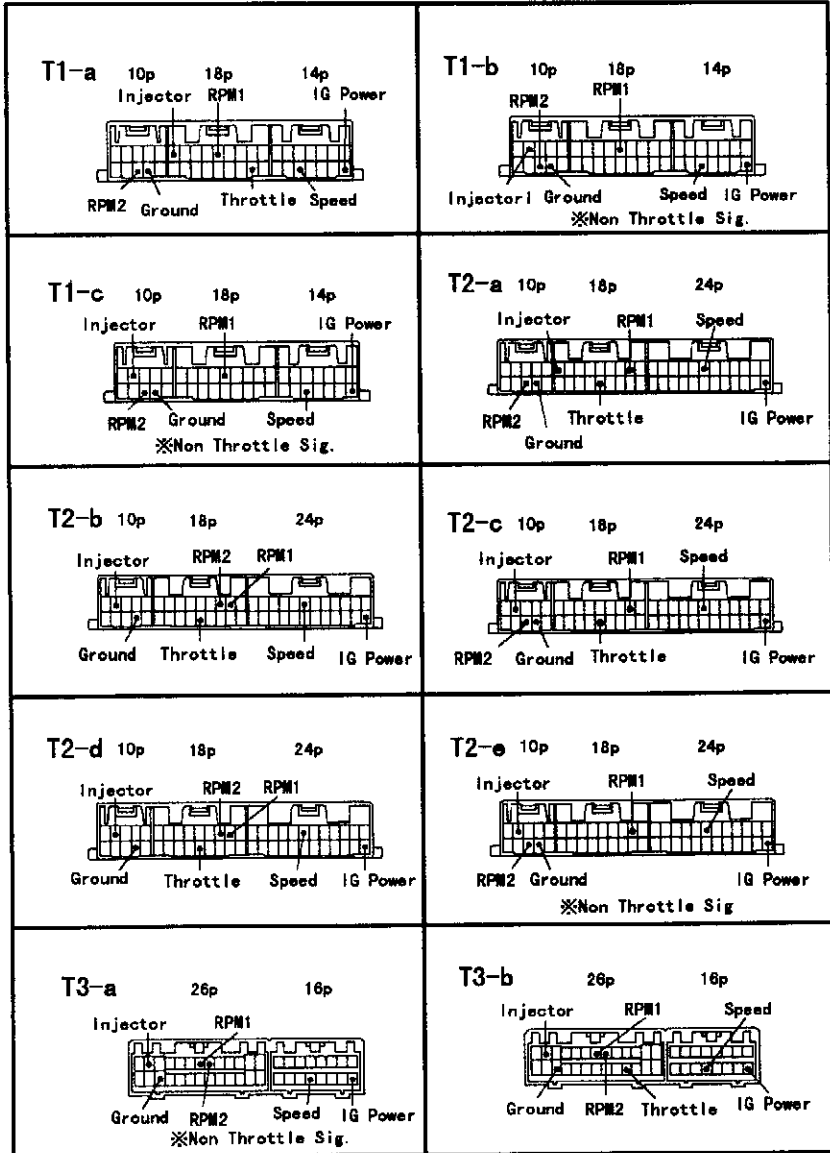 T1-a 10p 18p 14p
Injector RPM1 IG Power
RPM2 Ground Throttle Speed
T1-b 10p 18p 14p
RPM2 RPM1
Injector1 Ground Speed IG Power
※Non Throttle Sig.
T1-c 10p 18p 14p
Injector RPM1 IG Power
RPM2 Ground Speed
※Non Throttle Sig.
T2-a 10p 18p 24p
Injector RPM1 Speed
RPM2 Throttle IG Power
Ground
T2-b 10p 18p 24p
Injector RPM2 RPM1
Ground Throttle Speed IG Power
T2-c 10p 18p 24p
Injector RPM1 Speed
RPM2 Ground Throttle IG Power
T2-d 10p 18p 24p
Injector RPM2 RPM1
Ground Throttle Speed IG Power
T2-e 10p 18p 24p
Injector RPM1 Speed
RPM2 Ground IG Power
※Non Throttle Sig
T3-a 26p 16p
Injector RPM1
Ground RPM2 Speed IG Power
※Non Throttle Sig.
T3-b 26p 16p
Injector RPM1 Speed
Ground RPM2 Throttle IG Power